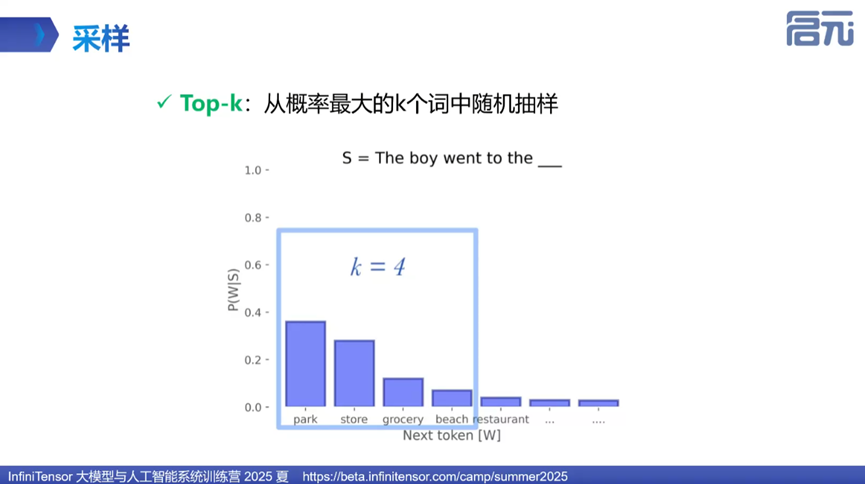 采样
启元
✓ Top-k：从概率最大的k个词中随机抽样
S = The boy went to the ___
1.0
0.8
0.6
0.4
0.2
0.0
P(W|S)
k = 4
park store grocery beach restaurant ... ....
Next token [W]
InfiniTensor 大模型与人工智能系统训练营 2025 夏 https://beta.infinitensor.com/camp/summer2025